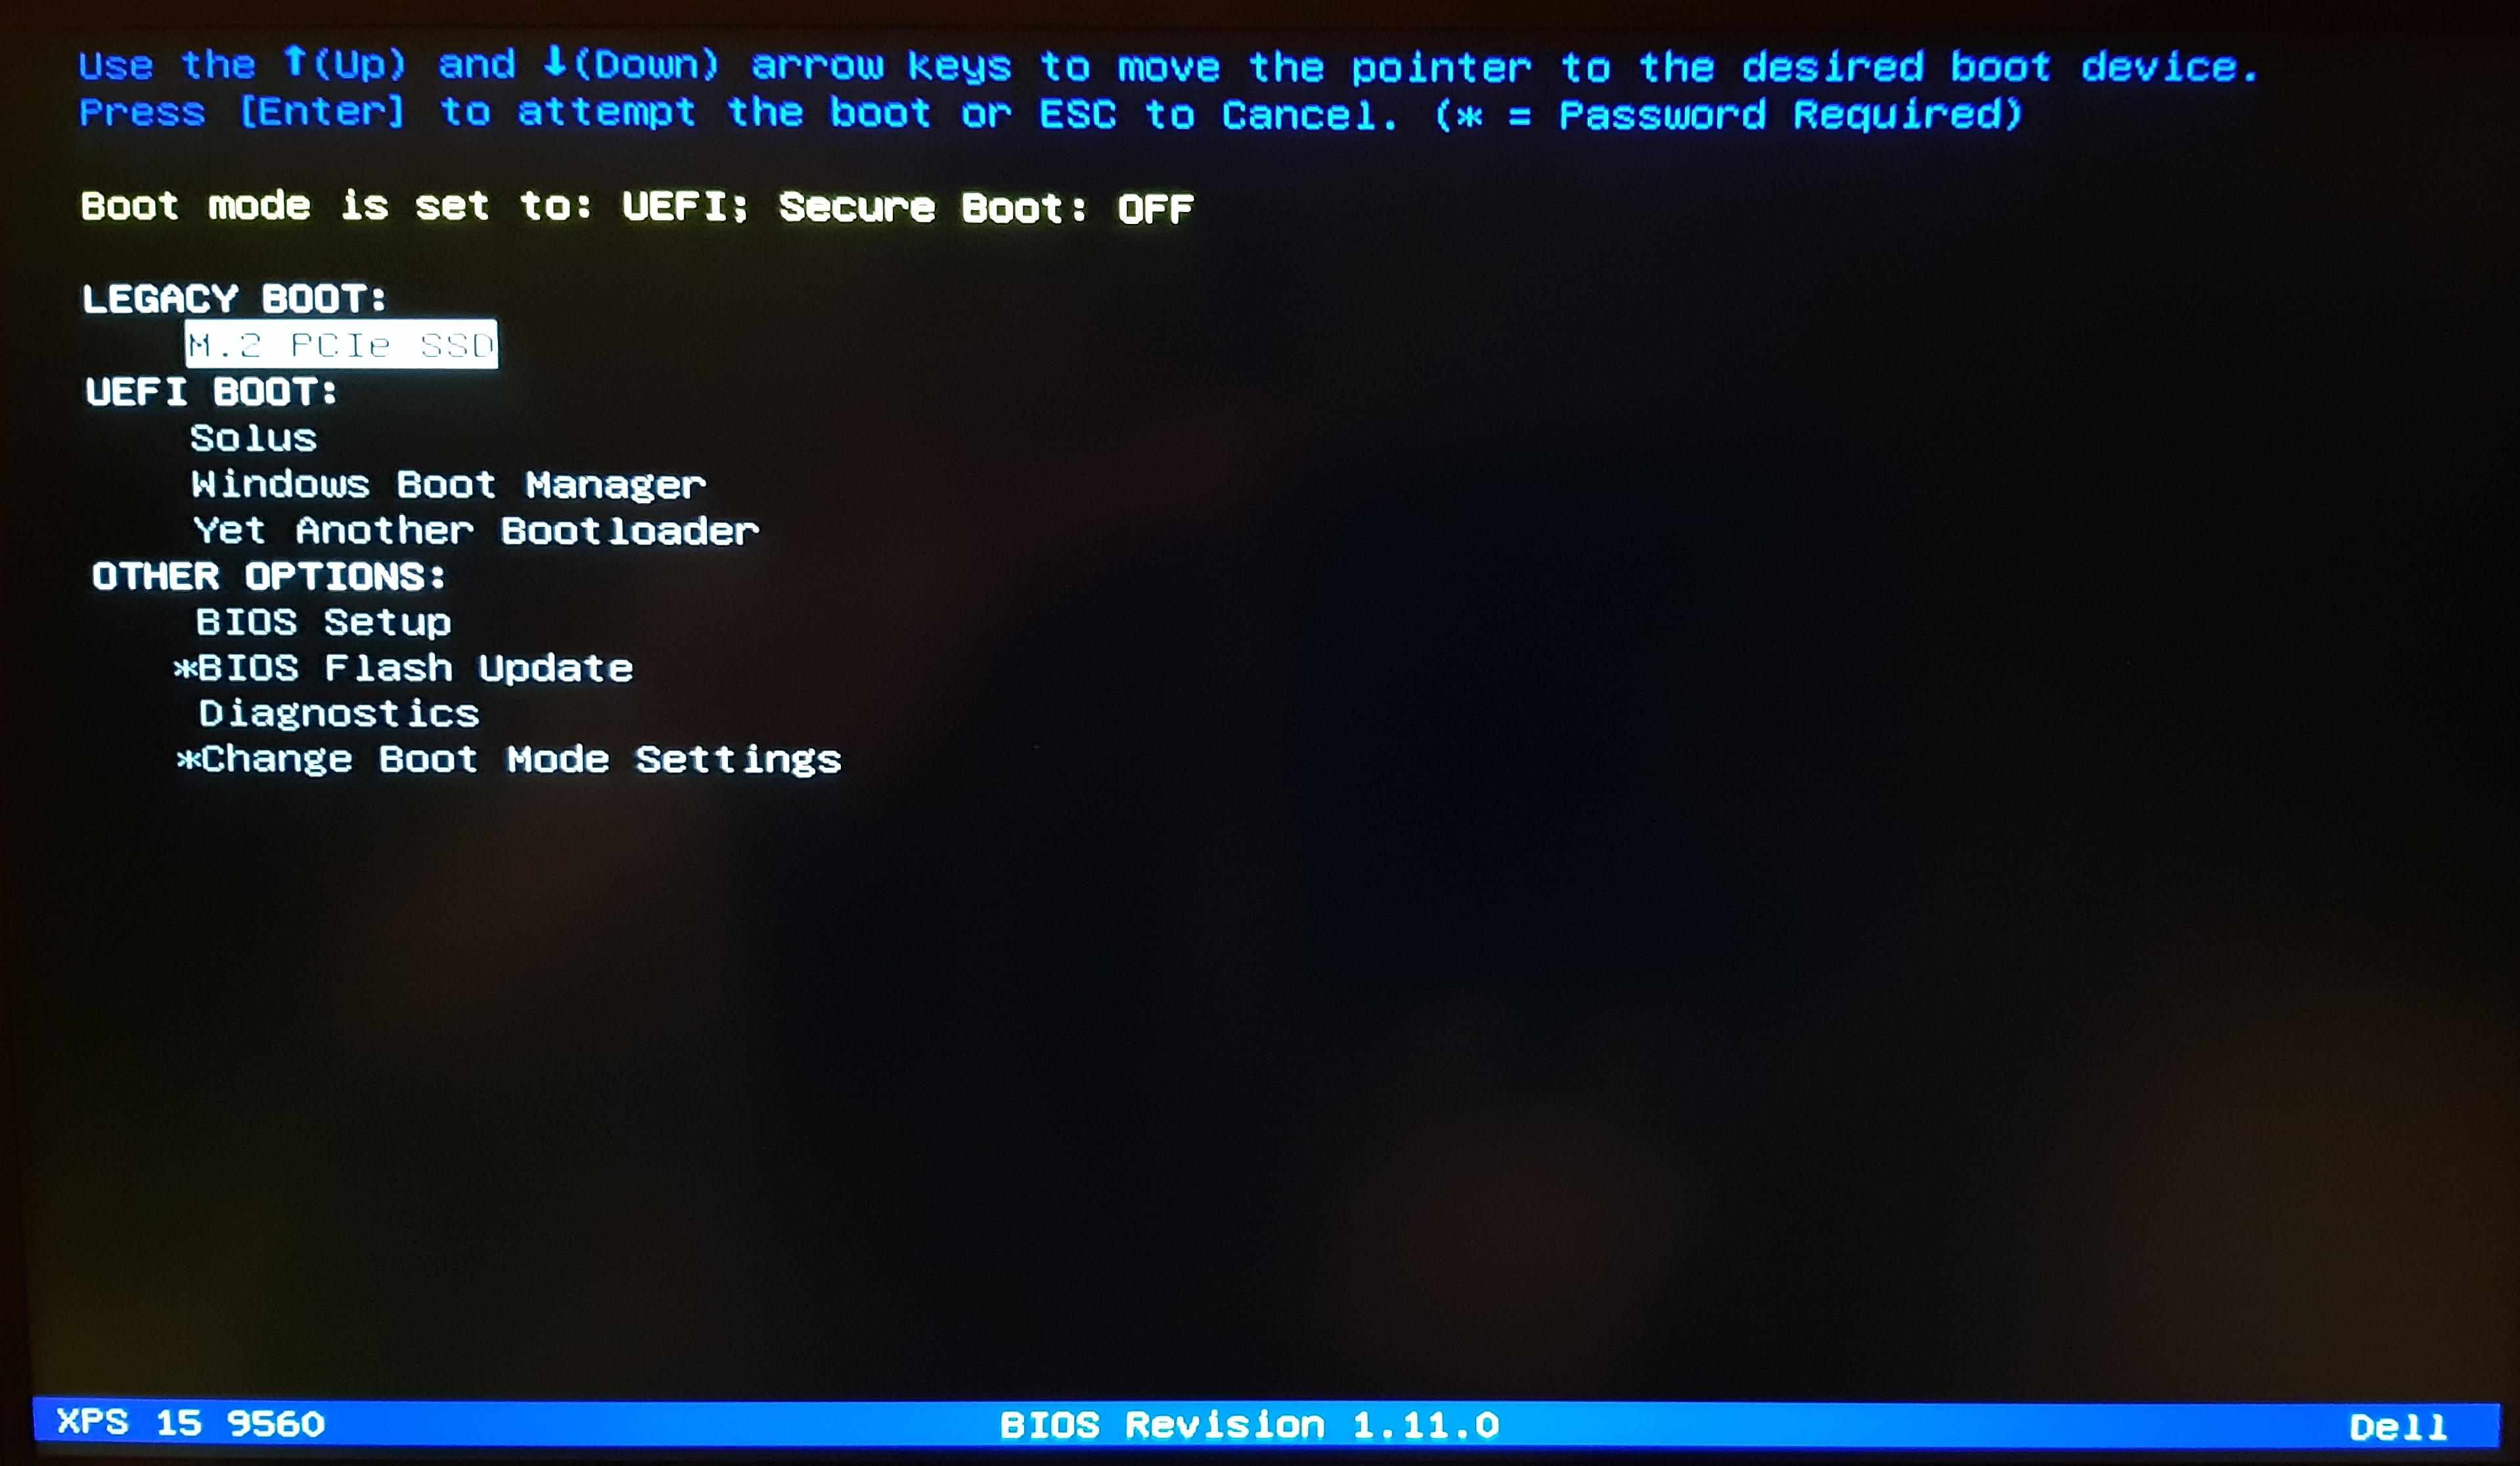 Use the ↑(Up) and ↓(Down) arrow keys to move the pointer to the desired boot device.
Press [Enter] to attempt the boot or ESC to Cancel. (* = Password Required)
Boot mode is set to: UEFI; Secure Boot: OFF
LEGACY BOOT:
M.2 PCIe SSD
UEFI BOOT:
Solus
Windows Boot Manager
Yet Another Bootloader
OTHER OPTIONS:
BIOS Setup
*BIOS Flash Update
Diagnostics
*Change Boot Mode Settings
XPS 15 9560 BIOS Revision 1.11.0 Dell